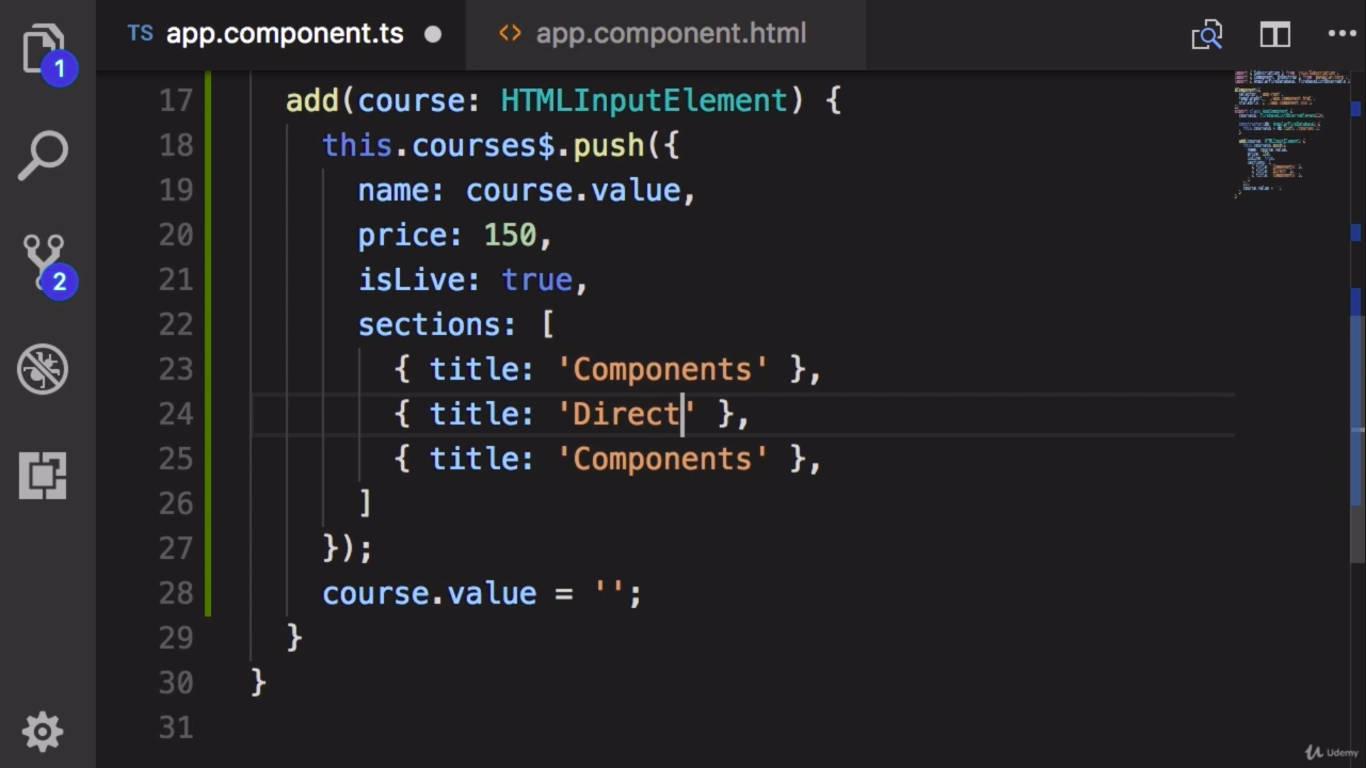 TS app.component.ts
<> app.component.html
1
2
17 add(course: HTMLInputElement) {
18 this.courses$.push({
19 name: course.value,
20 price: 150,
21 isLive: true,
22 sections: [
23 { title: 'Components' },
24 { title: 'Direct' },
25 { title: 'Components' },
26 ]
27 });
28 course.value = '';
29 }
30 }
31
Udemy